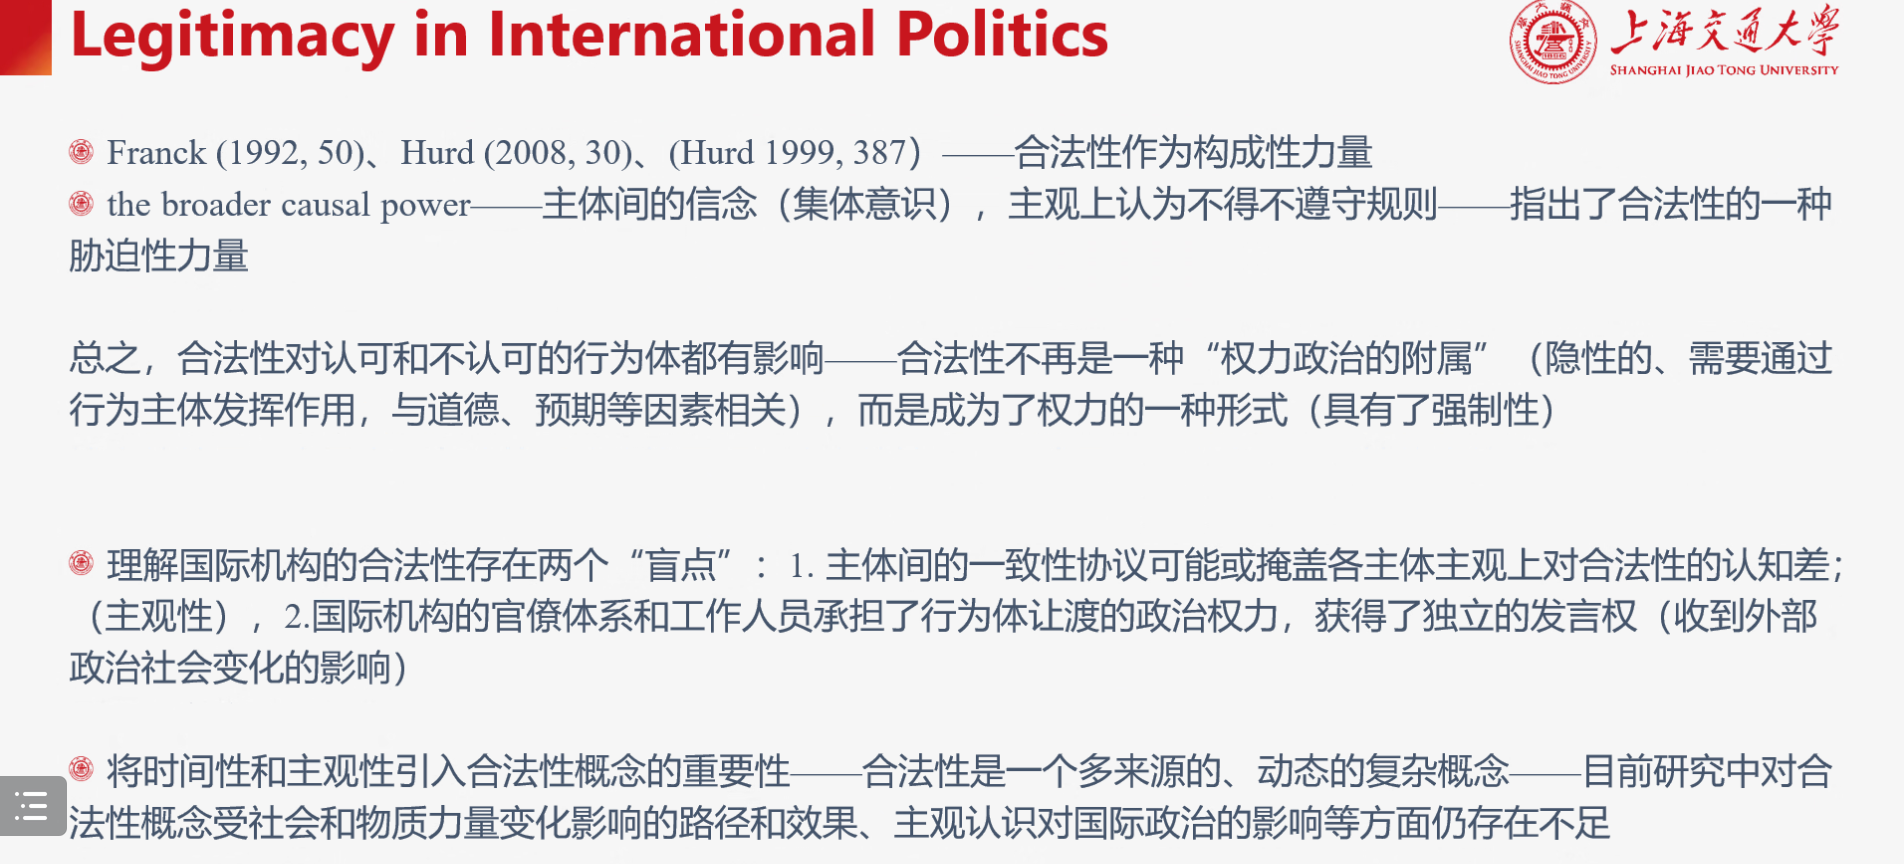 Legitimacy in International Politics
上海交通大学
SHANGHAI JIAO TONG UNIVERSITY
Franck (1992, 50)、Hurd (2008, 30)、(Hurd 1999, 387）——合法性作为构成性力量
the broader causal power——主体间的信念（集体意识），主观上认为不得不遵守规则——指出了合法性的一种
胁迫性力量
总之，合法性对认可和不认可的行为体都有影响——合法性不再是一种“权力政治的附属”（隐性的、需要通过
行为主体发挥作用，与道德、预期等因素相关），而是成为了权力的一种形式（具有了强制性）
理解国际机构的合法性存在两个“盲点”：1. 主体间的一致性协议可能或掩盖各主体主观上对合法性的认知差；
（主观性），2.国际机构的官僚体系和工作人员承担了行为体让渡的政治权力，获得了独立的发言权（收到外部
政治社会变化的影响）
将时间性和主观性引入合法性概念的重要性——合法性是一个多来源的、动态的复杂概念——目前研究中对合
法性概念受社会和物质力量变化影响的路径和效果、主观认识对国际政治的影响等方面仍存在不足